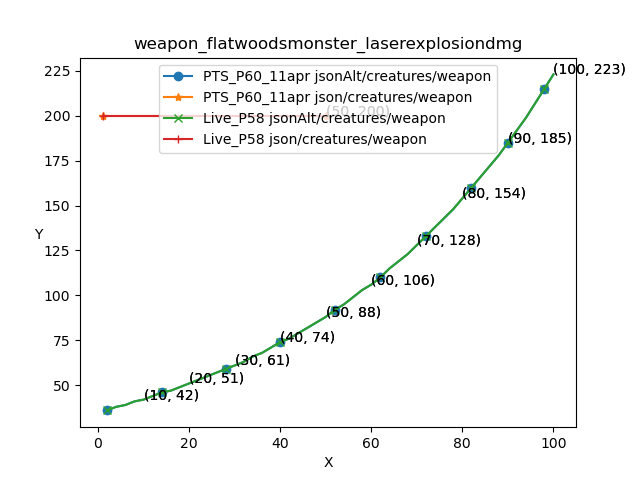 weapon_flatwoodsmonster_laserexplosiondmg
PTS_P60_11apr jsonAlt/creatures/weapon
PTS_P60_11apr json/creatures/weapon
Live_P58 jsonAlt/creatures/weapon
Live_P58 json/creatures/weapon
(50, 200)
(100, 223)
(90, 185)
(80, 154)
(70, 128)
(60, 106)
(50, 88)
(40, 74)
(30, 61)
(20, 51)
(10, 42)
225
200
175
150
125
100
75
50
Y
0 20 40 60 80 100
X